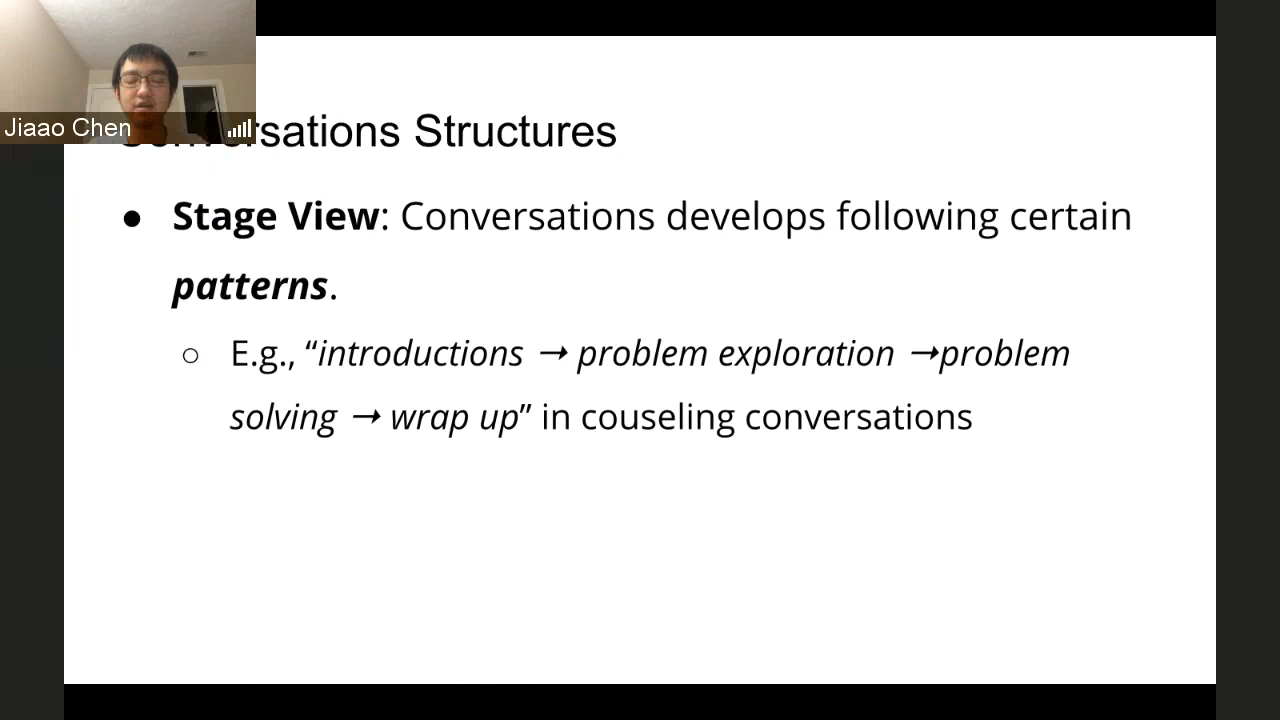 Jiaao Chen
Conversations Structures
● Stage View: Conversations develops following certain
patterns.
○ E.g., “introductions → problem exploration →problem
solving → wrap up” in couseling conversations